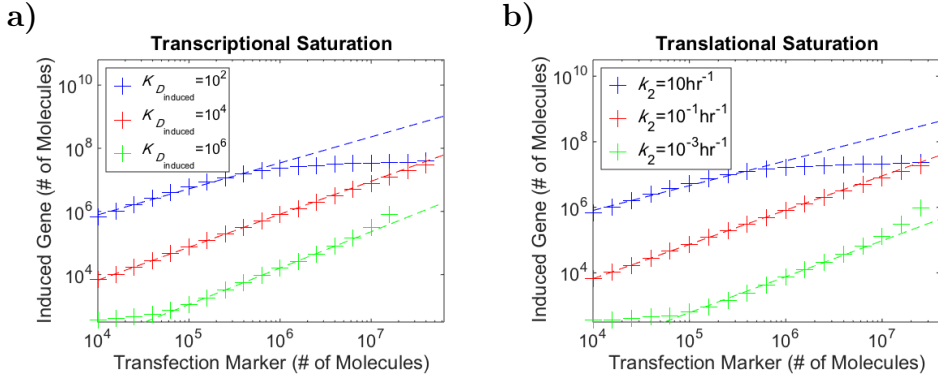 a)
Transcriptional Saturation
Induced Gene (# of Molecules)
10^10
10^8
10^6
10^4
K_D_induced=10^2
K_D_induced=10^4
K_D_induced=10^6
10^4 10^5 10^6 10^7
Transfection Marker (# of Molecules)
b)
Translational Saturation
Induced Gene (# of Molecules)
10^10
10^8
10^6
10^4
k_2=10hr^-1
k_2=10^-1hr^-1
k_2=10^-3hr^-1
10^4 10^5 10^6 10^7
Transfection Marker (# of Molecules)